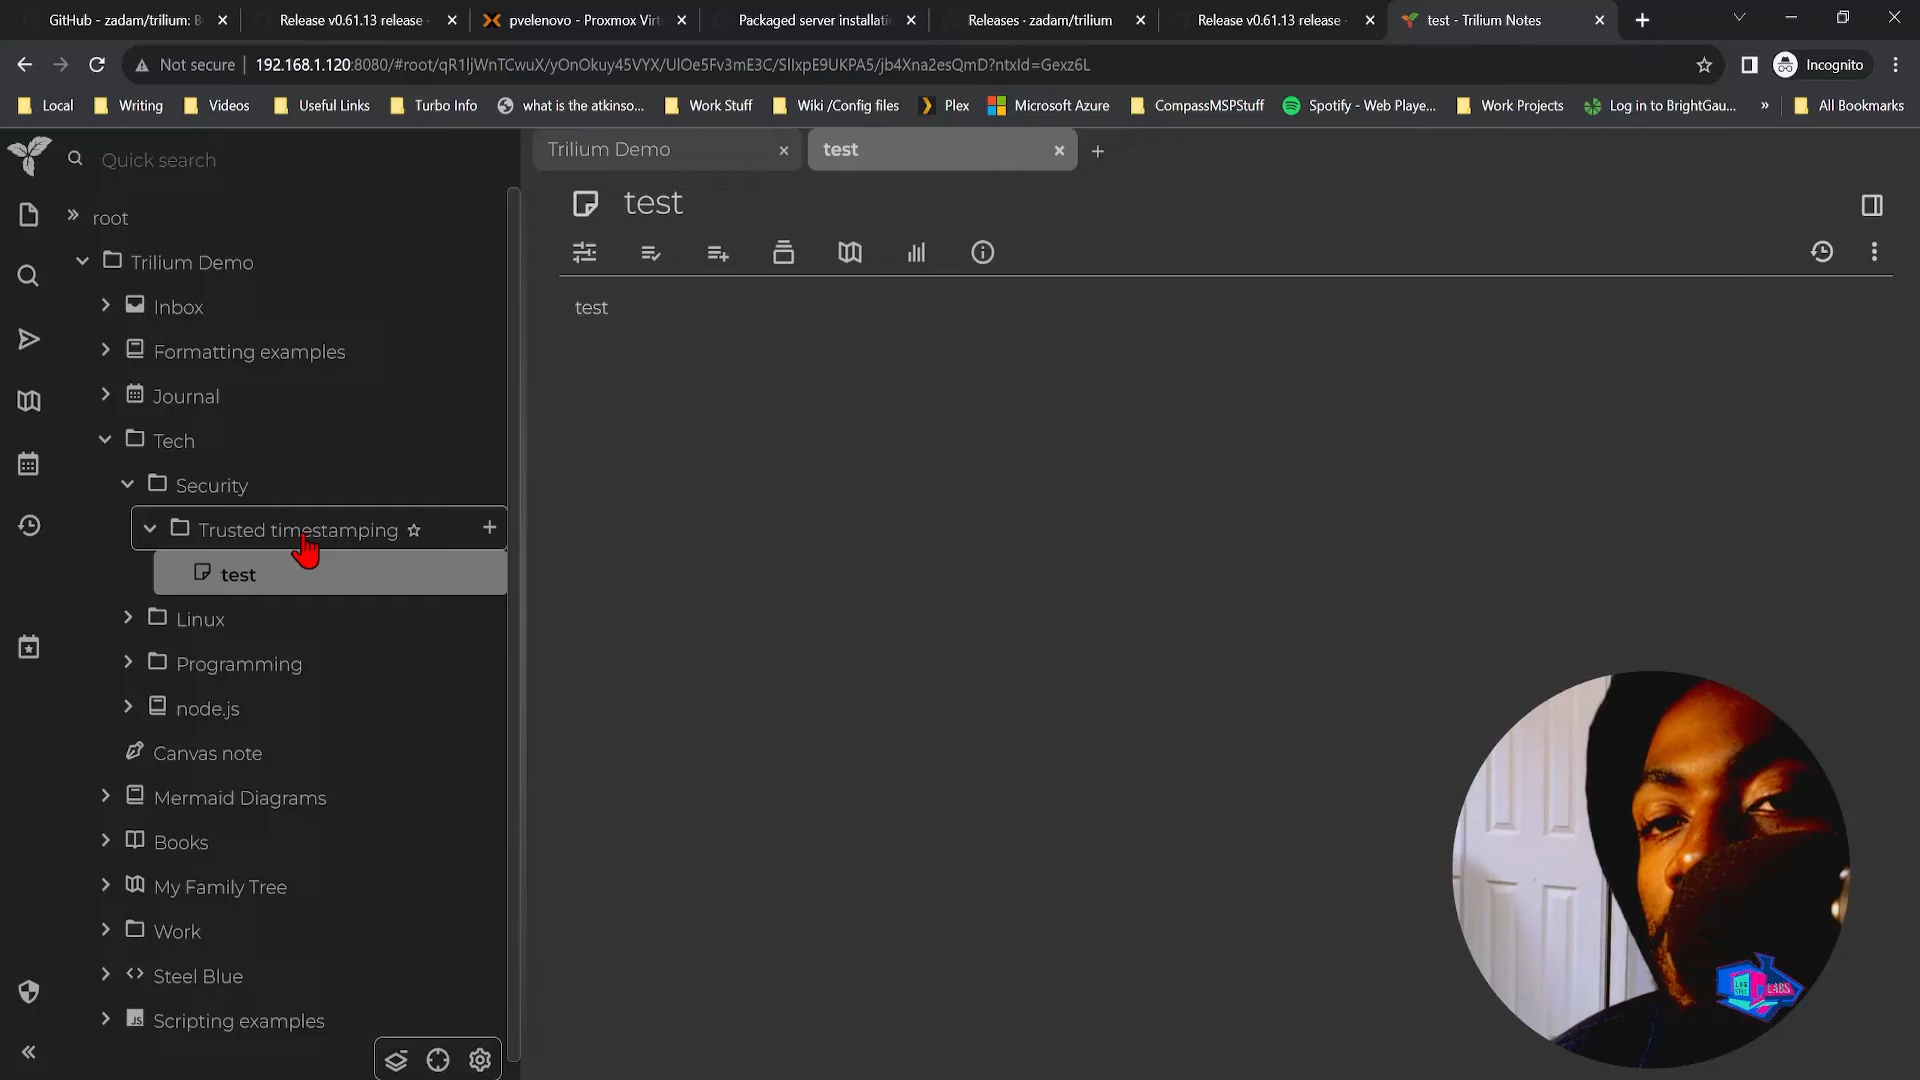 GitHub - zadam/trilium: B
Release v0.61.13 release ·
pvelenovo - Proxmox Virt
Packaged server installatio
Releases · zadam/trilium
Release v0.61.13 release ·
test - Trilium Notes
Not secure
192.168.1.120:8080/#root/qR1ljWnTCwuX/yOnOkuy45VYX/UlOe5Fv3mE3C/SlIxpE9UKPA5/jb4Xna2esQmD?ntxId=Gexz6L
Incognito
Local
Writing
Videos
Useful Links
Turbo Info
what is the atkinso...
Work Stuff
Wiki /Config files
Plex
Microsoft Azure
CompassMSPStuff
Spotify - Web Playe...
Work Projects
Log in to BrightGau...
»
All Bookmarks
Quick search
Trilium Demo
test
test
root
Trilium Demo
Inbox
Formatting examples
Journal
Tech
Security
Trusted timestamping
test
Linux
Programming
node.js
Canvas note
Mermaid Diagrams
Books
My Family Tree
Work
Steel Blue
JS
Scripting examples
test
LABS